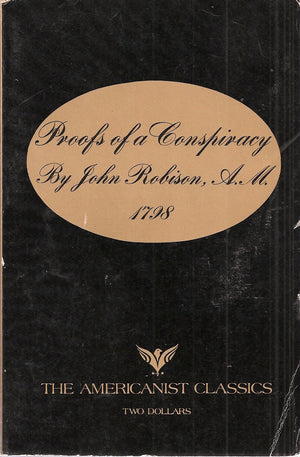 Proofs of a Conspiracy
By John Robison, A.M.
1798
THE AMERICANIST CLASSICS
TWO DOLLARS